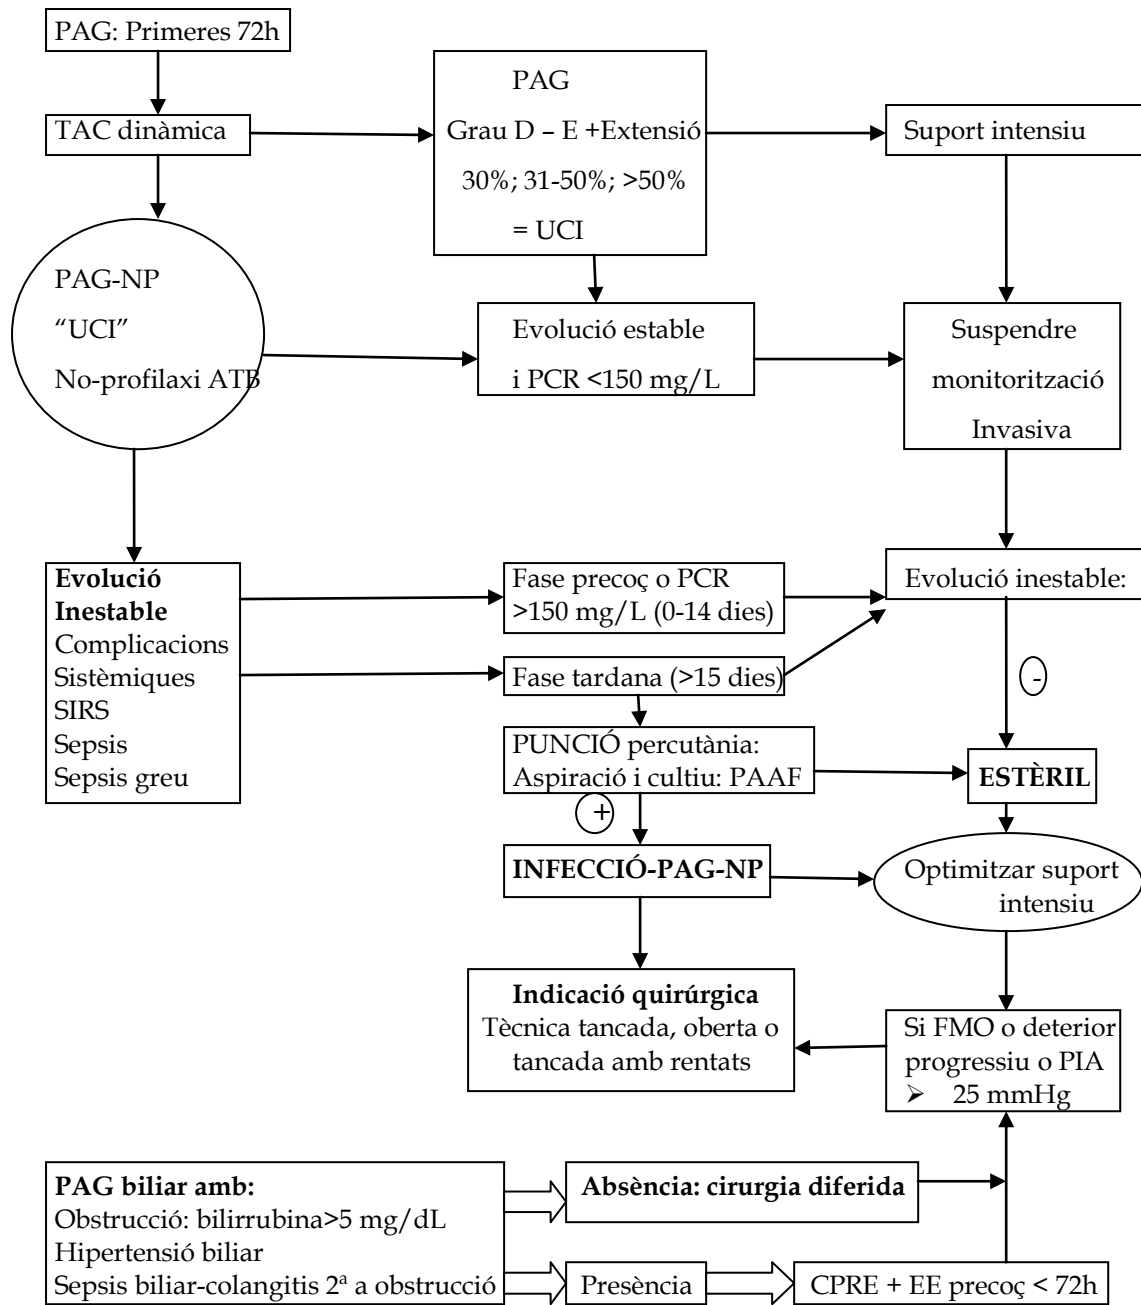 PAG: Primeres 72h
TAC dinàmica
PAG
Grau D – E +Extensió
30%; 31-50%; >50%
= UCI
Suport intensiu
PAG-NP
“UCI”
No-profilaxi ATB
Evolució estable
i PCR <150 mg/L
Suspendre
monitorització
Invasiva
Evolució
Inestable
Complicacions
Sistèmiques
SIRS
Sepsis
Sepsis greu
Fase precoç o PCR
>150 mg/L (0-14 dies)
Evolució inestable:
Fase tardana (>15 dies)
-
PUNCIÓ percutània:
Aspiració i cultiu: PAAF
ESTÈRIL
+
INFECCIÓ-PAG-NP
Optimitzar suport
intensiu
Indicació quirúrgica
Tècnica tancada, oberta o
tancada amb rentats
Si FMO o deterior
progressiu o PIA
➢ 25 mmHg
PAG biliar amb:
Obstrucció: bilirrubina>5 mg/dL
Hipertensió biliar
Sepsis biliar-colangitis 2ª a obstrucció
Absència: cirurgia diferida
Presència
CPRE + EE precoç < 72h